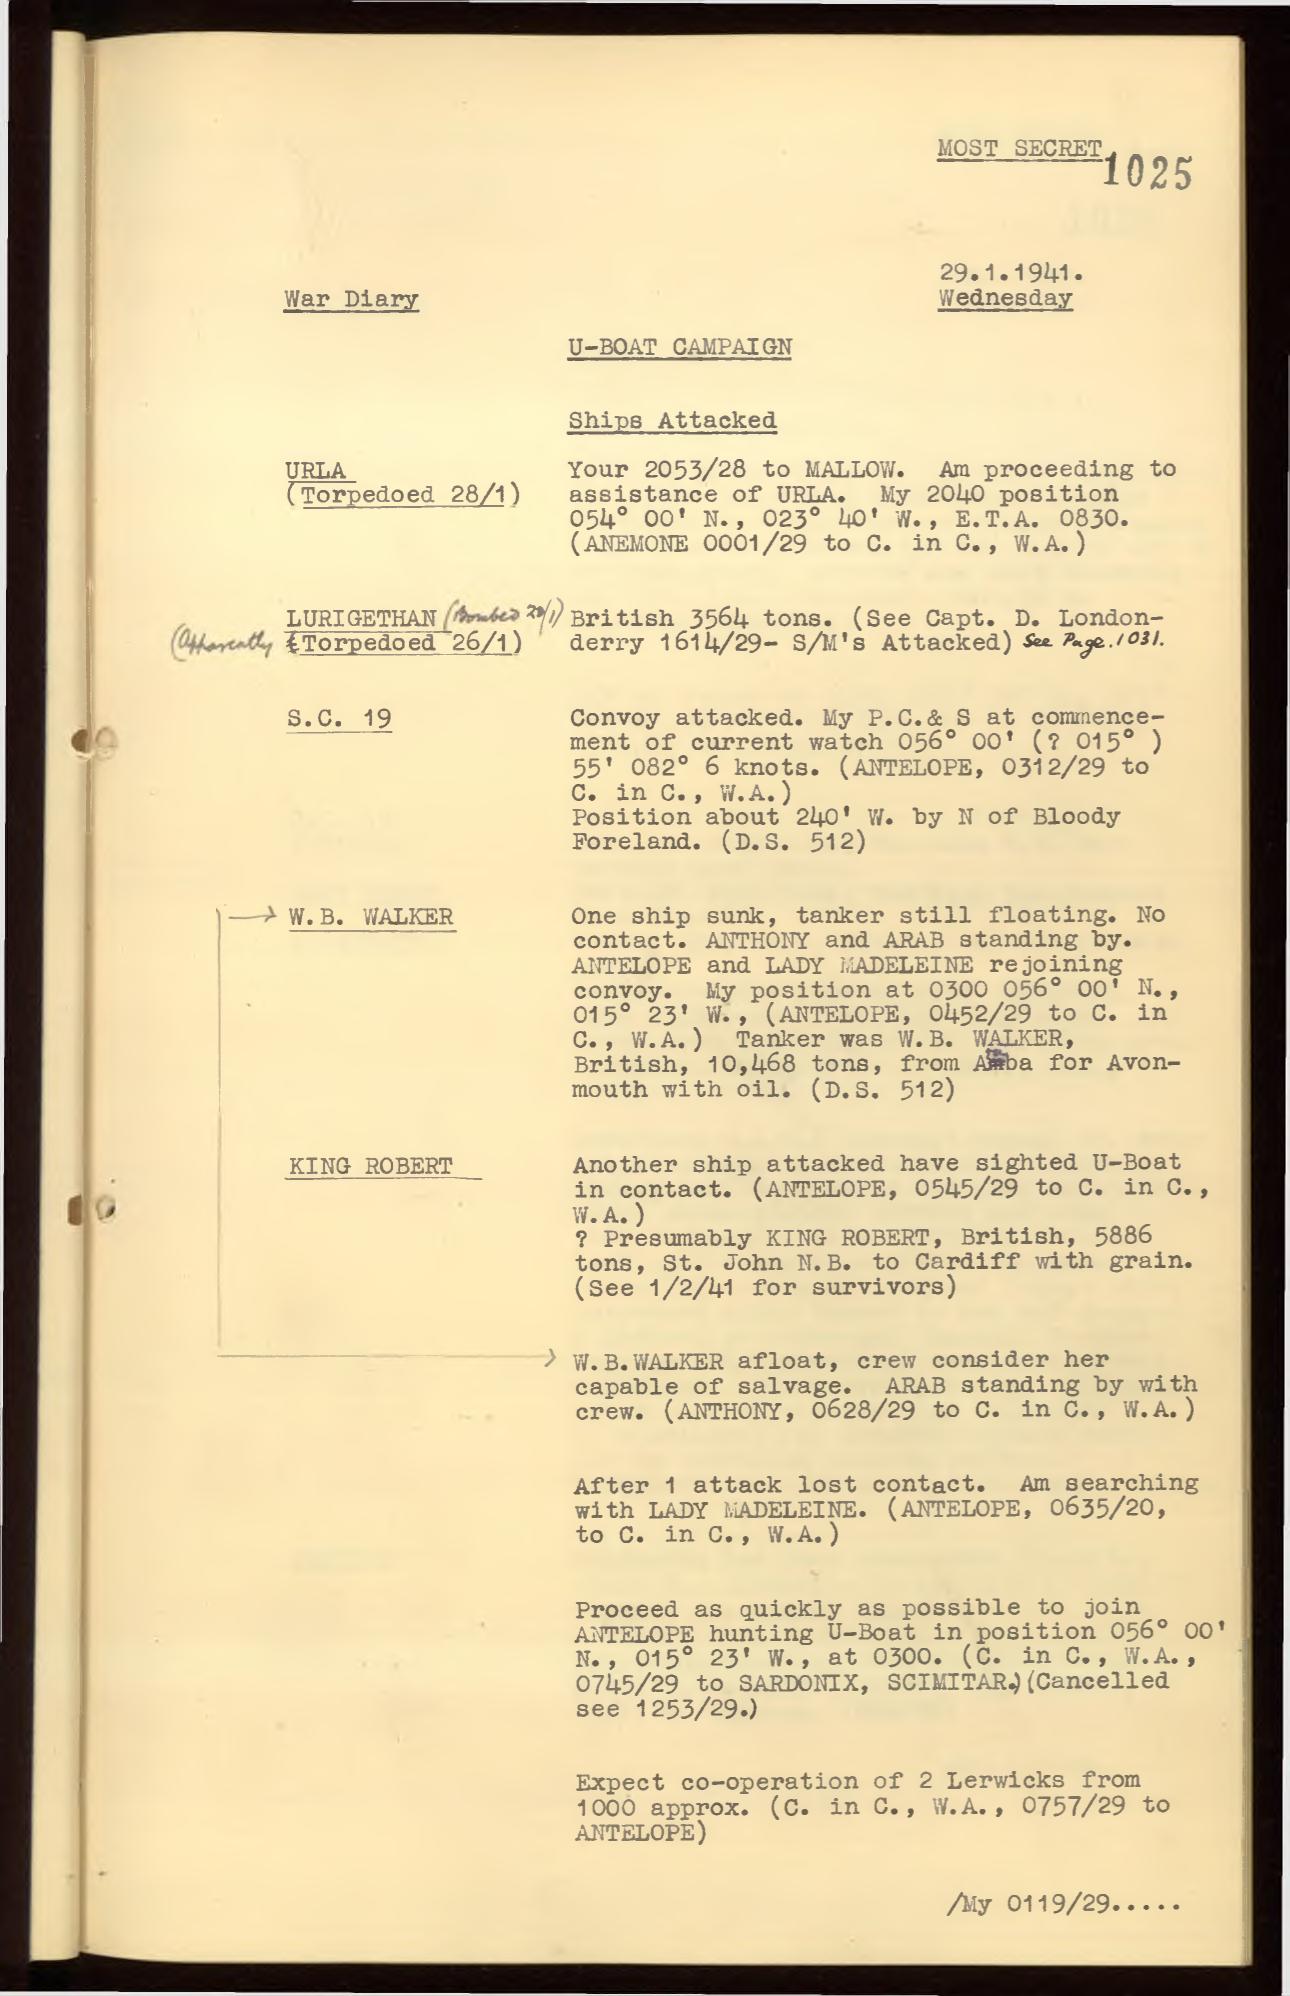 MOST SECRET
1025
29.1.1941.
War Diary
Wednesday
U-BOAT CAMPAIGN
Ships Attacked
URLA
(Torpedoed 28/1)
Your 2053/28 to MALLOW. Am proceeding to
assistance of URLA. My 2040 position
054° 00' N., 023° 40' W., E.T.A. 0830.
(ANEMONE 0001/29 to C. in C., W.A.)
LURIGETHAN (Bombed /1)
(Apparently (Torpedoed 26/1)
British 3564 tons. (See Capt. D. London-
derry 1614/29- S/M's Attacked) See Page.1031.
S.C. 19
Convoy attacked. My P.C.& S at commence-
ment of current watch 056° 00' (? 015° )
55' 082° 6 knots. (ANTELOPE, 0312/29 to
C. in C., W.A.)
Position about 240' W. by N of Bloody
Foreland. (D.S. 512)
W.B. WALKER
One ship sunk, tanker still floating. No
contact. ANTHONY and ARAB standing by.
ANTELOPE and LADY MADELEINE rejoining
convoy. My position at 0300 056° 00' N.,
015° 23' W., (ANTELOPE, 0452/29 to C. in
C., W.A.) Tanker was W.B. WALKER,
British, 10,468 tons, from for Avon-
mouth with oil. (D.S. 512)
KING ROBERT
Another ship attacked have sighted U-Boat
in contact. (ANTELOPE, 0545/29 to C. in C.,
W.A.)
? Presumably KING ROBERT, British, 5886
tons, St. John N.B. to Cardiff with grain.
(See 1/2/41 for survivors)
W.B.WALKER afloat, crew consider her
capable of salvage. ARAB standing by with
crew. (ANTHONY, 0628/29 to C. in C., W.A.)
After 1 attack lost contact. Am searching
with LADY MADELEINE. (ANTELOPE, 0635/20,
to C. in C., W.A.)
Proceed as quickly as possible to join
ANTELOPE hunting U-Boat in position 056° 00'
N., 015° 23' W., at 0300. (C. in C., W.A.,
0745/29 to SARDONIX, SCIMITAR.)(Cancelled
see 1253/29.)
Expect co-operation of 2 Lerwicks from
1000 approx. (C. in C., W.A., 0757/29 to
ANTELOPE)
/My 0119/29.....